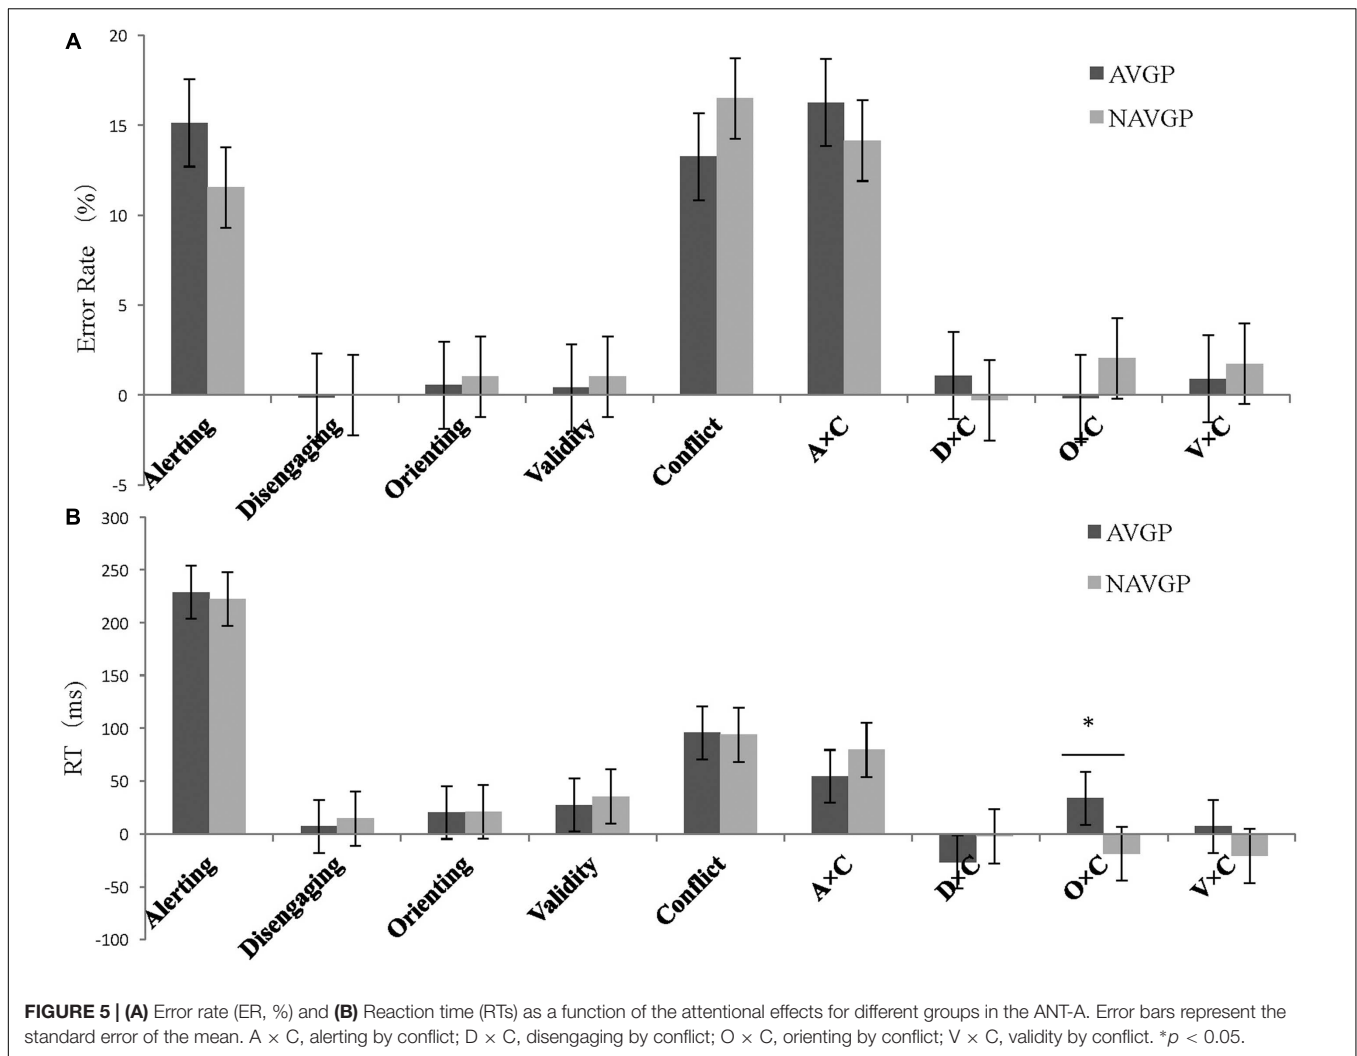 A
20
15
10
5
0
-5
Error Rate (%)
AVGP
NAVGP
Alerting
Disengaging
Orienting
Validity
Conflict
A×C
D×C
O×C
V×C
B
300
250
200
150
100
50
0
-50
-100
RT (ms)
AVGP
NAVGP
*
Alerting
Disengaging
Orienting
Validity
Conflict
A×C
D×C
O×C
V×C
FIGURE 5 | (A) Error rate (ER, %) and (B) Reaction time (RTs) as a function of the attentional effects for different groups in the ANT-A. Error bars represent the
standard error of the mean. A × C, alerting by conflict; D × C, disengaging by conflict; O × C, orienting by conflict; V × C, validity by conflict. *p < 0.05.